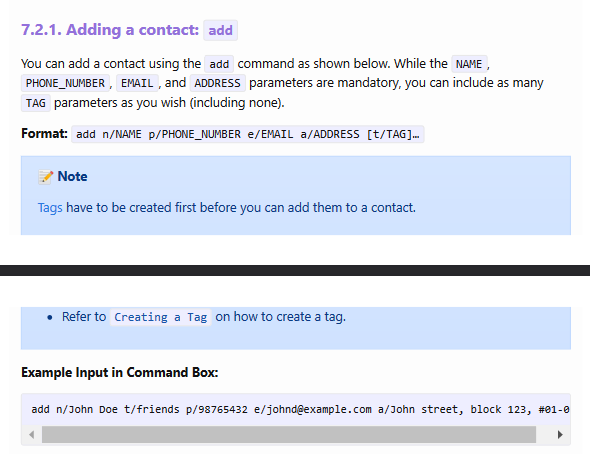 7.2.1. Adding a contact: add
You can add a contact using the add command as shown below. While the NAME ,
PHONE_NUMBER , EMAIL , and ADDRESS parameters are mandatory, you can include as many
TAG parameters as you wish (including none).
Format: add n/NAME p/PHONE_NUMBER e/EMAIL a/ADDRESS [t/TAG]…
📝 Note
Tags have to be created first before you can add them to a contact.
• Refer to Creating a Tag on how to create a tag.
Example Input in Command Box:
add n/John Doe t/friends p/98765432 e/johnd@example.com a/John street, block 123, #01-0